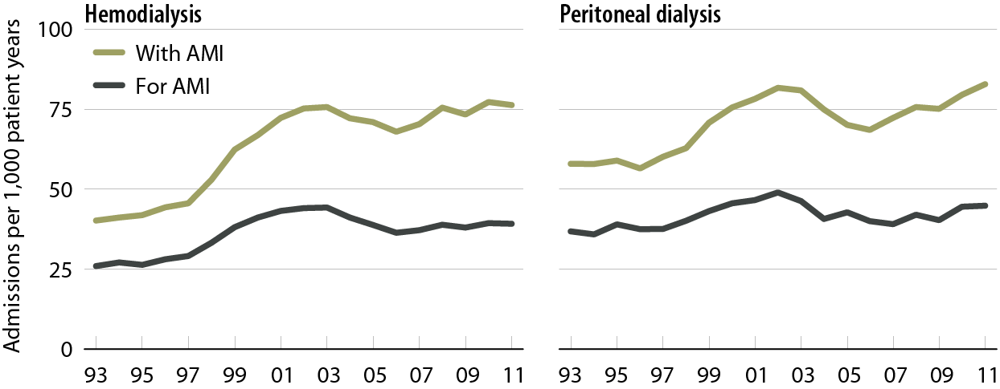 Hemodialysis
Peritoneal dialysis
Admissions per 1,000 patient years
100
75
50
25
0
With AMI
For AMI
93 95 97 99 01 03 05 07 09 11
93 95 97 99 01 03 05 07 09 11